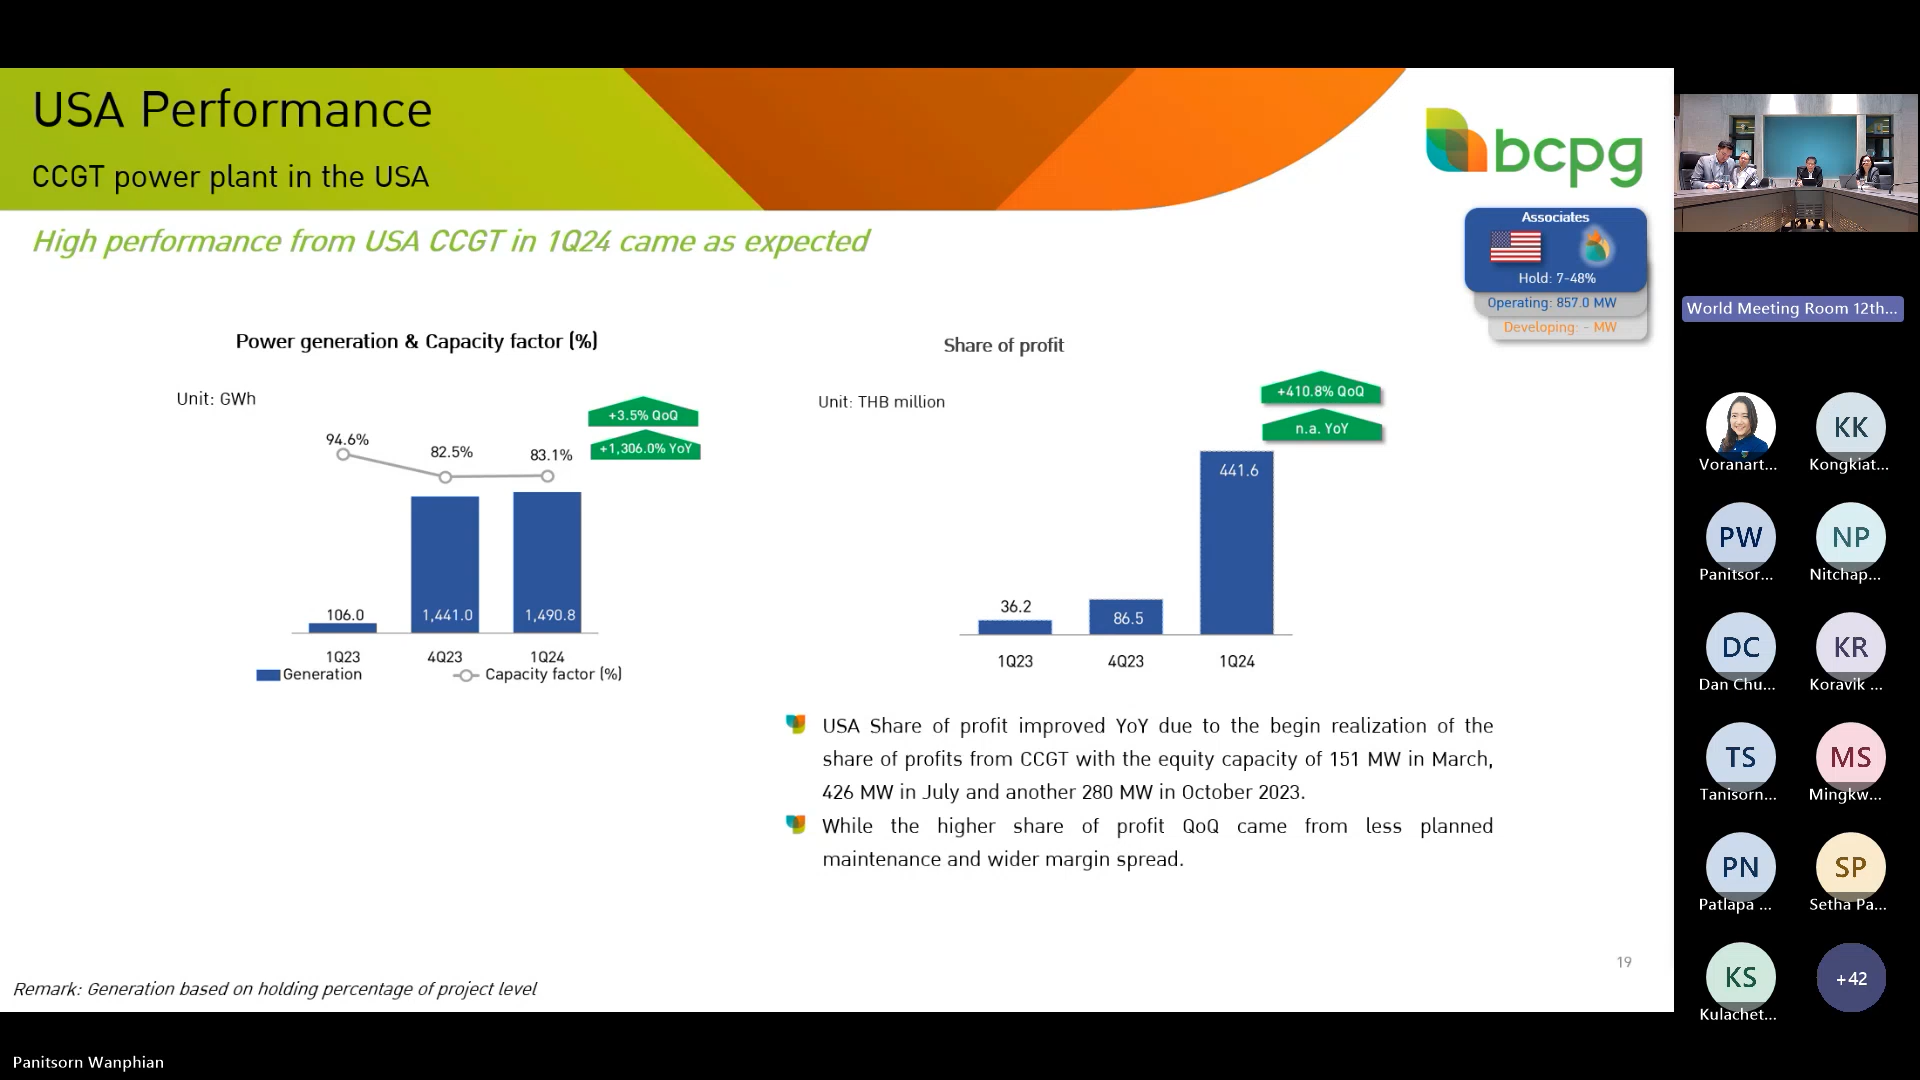 USA Performance
CCGT power plant in the USA
bcpg
High performance from USA CCGT in 1Q24 came as expected
Associates
Hold: 7-48%
Operating: 857.0 MW
Developing: - MW
Power generation & Capacity factor (%)
Unit: GWh
+3.5% QoQ
+1,306.0% YoY
94.6%
82.5%
83.1%
106.0
1,441.0
1,490.8
1Q23
4Q23
1Q24
Generation
Capacity factor (%)
Share of profit
Unit: THB million
+410.8% QoQ
n.a. YoY
36.2
86.5
441.6
1Q23
4Q23
1Q24
USA Share of profit improved YoY due to the begin realization of the
share of profits from CCGT with the equity capacity of 151 MW in March,
426 MW in July and another 280 MW in October 2023.
While the higher share of profit QoQ came from less planned
maintenance and wider margin spread.
19
Remark: Generation based on holding percentage of project level
Panitsorn Wanphian
World Meeting Room 12th...
Voranart...
KK
Kongkiat...
PW
Panitsor...
NP
Nitchap...
DC
Dan Chu...
KR
Koravik ...
TS
Tanisorn...
MS
Mingkw...
PN
Patlapa ...
SP
Setha Pa...
KS
Kulachet...
+42